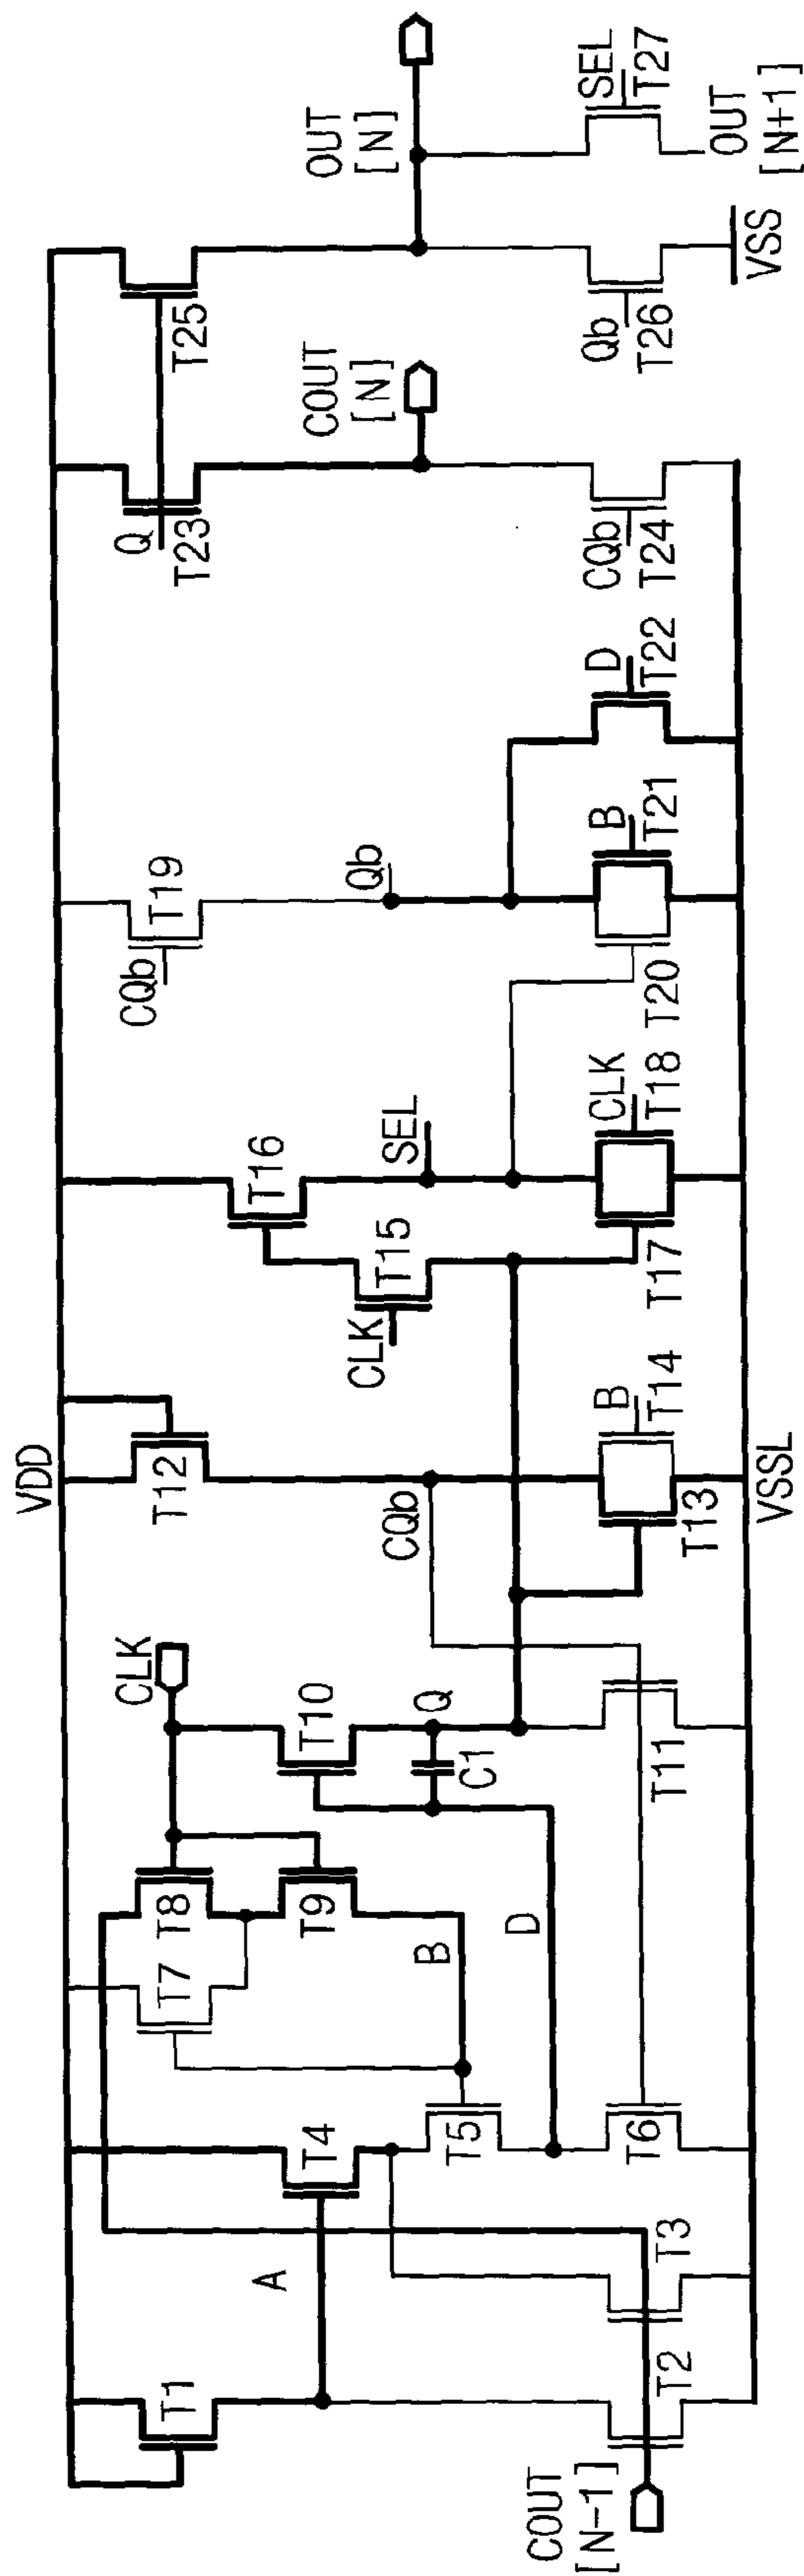 VDD
T1
A
T2
T3
T4
COUT
[N-1]
T5
T6
T7
T8
T9
B
D
CLK
T10
Q
C1
T11
T12
CQb
T13
B
T14
VSSL
CLK
T15
T16
SEL
T17
CLK
T18
CQb
T19
Qb
T20
B
T21
D
T22
Q
T23
CQb
T24
COUT
[N]
T25
Qb
T26
VSS
OUT
[N]
SEL
T27
OUT
[N+1]